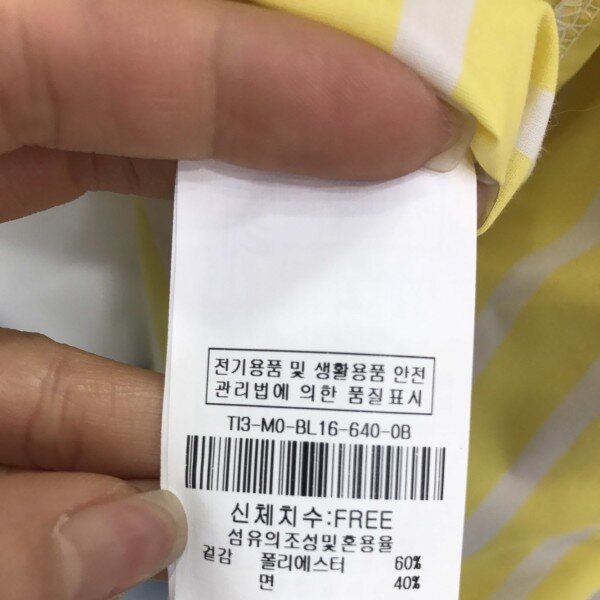 전기용품 및 생활용품 안전
관리법에 의한 품질표시
TI3-MO-BL16-640-0B
신체치수:FREE
섬유의조성및혼용율
겉감 폴리에스터 60%
면 40%